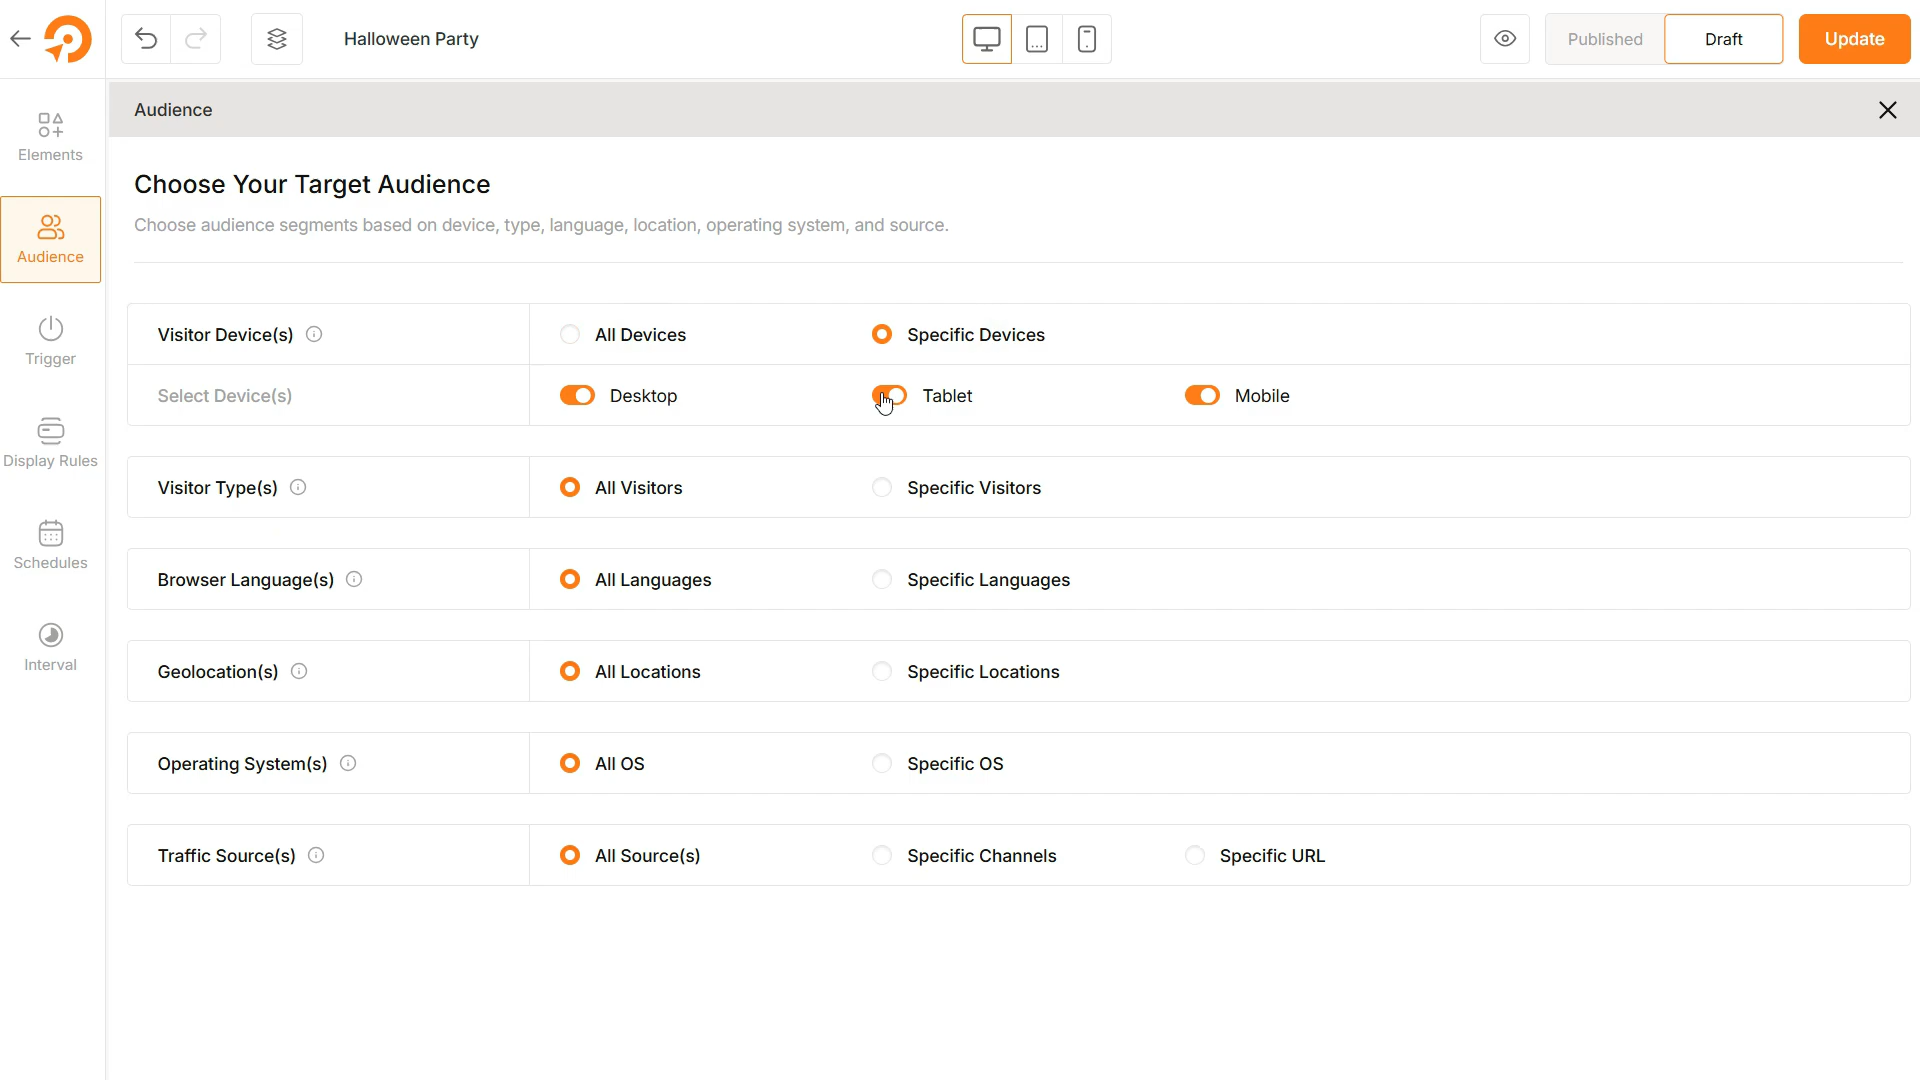 Halloween Party
Published
Draft
Update
Elements
Audience
Trigger
Display Rules
Schedules
Interval
Audience
Choose Your Target Audience
Choose audience segments based on device, type, language, location, operating system, and source.
Visitor Device(s)
All Devices
Specific Devices
Select Device(s)
Desktop
Tablet
Mobile
Visitor Type(s)
All Visitors
Specific Visitors
Browser Language(s)
All Languages
Specific Languages
Geolocation(s)
All Locations
Specific Locations
Operating System(s)
All OS
Specific OS
Traffic Source(s)
All Source(s)
Specific Channels
Specific URL